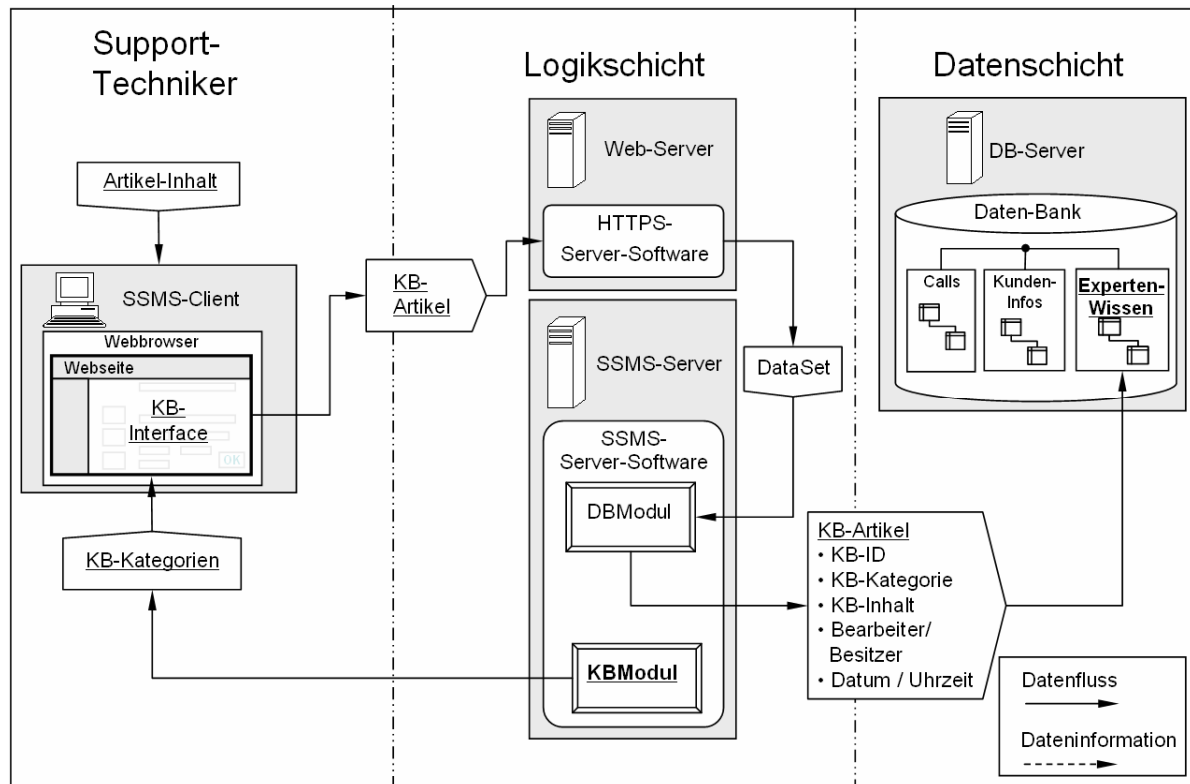 Support-
Techniker
Logikschicht
Datenschicht
Artikel-Inhalt
SSMS-Client
Webbrowser
Webseite
KB-
Interface
OK
KB-Kategorien
KB-
Artikel
Web-Server
HTTPS-
Server-Software
SSMS-Server
DataSet
SSMS-
Server-Software
DBModul
KBModul
KB-Artikel
• KB-ID
• KB-Kategorie
• KB-Inhalt
• Bearbeiter/
Besitzer
• Datum / Uhrzeit
DB-Server
Daten-Bank
Calls
Kunden-
Infos
Experten-
Wissen
Datenfluss
Dateninformation